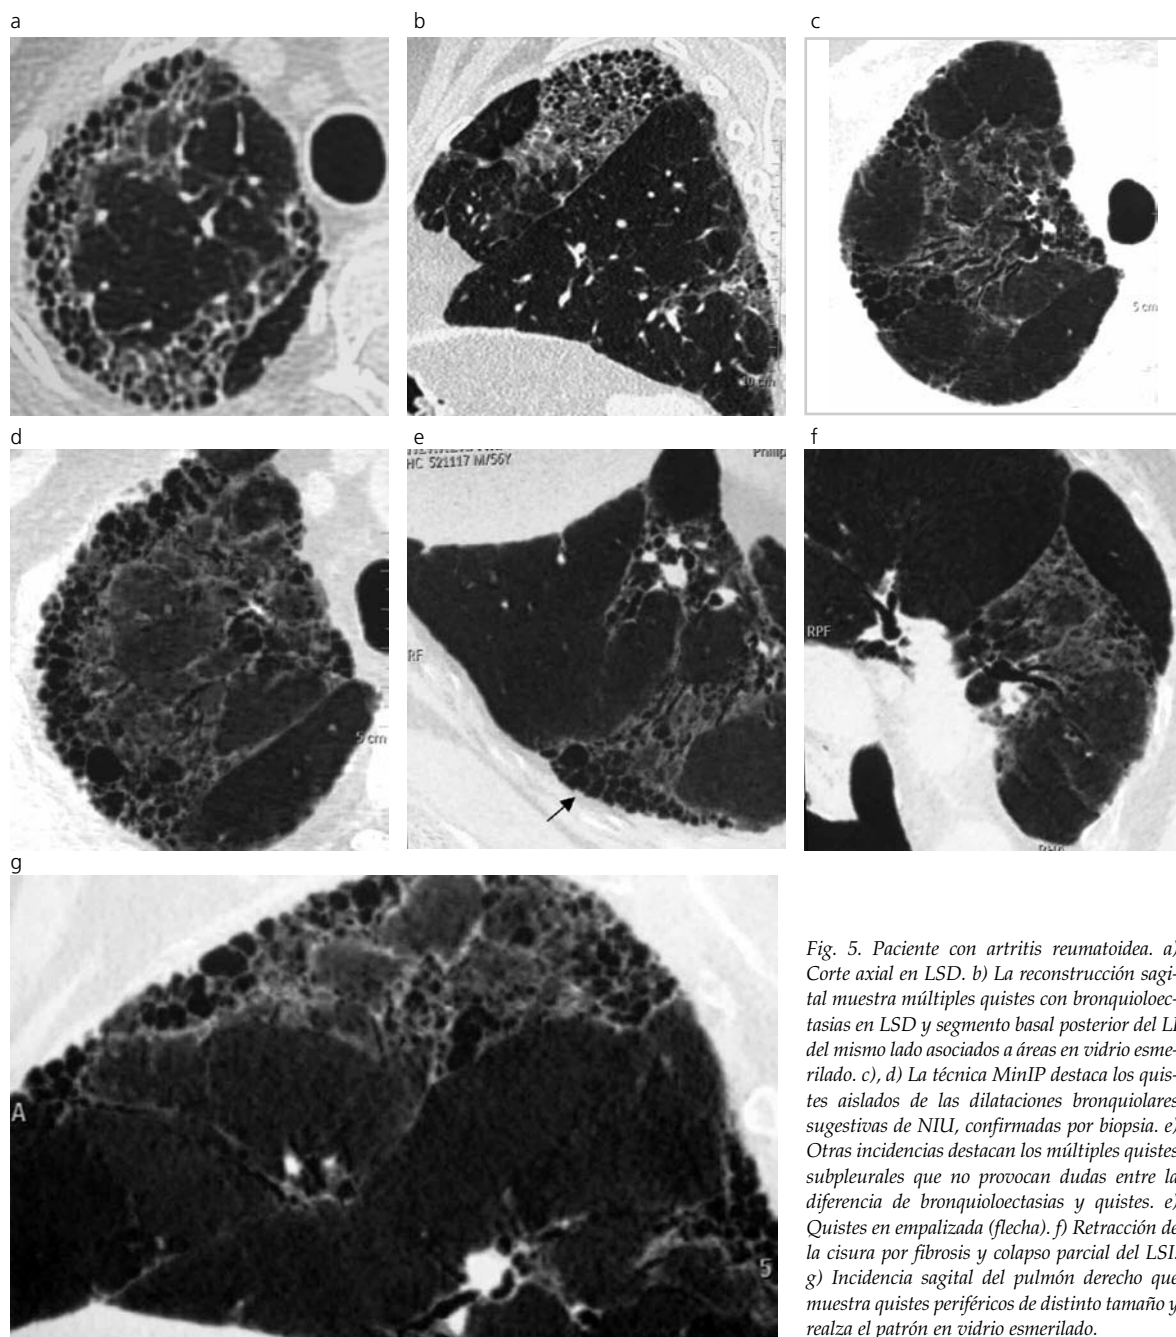 a
b
c
5 cm
10 cm
d
e
f
HC 521117 M/56Y
Philip
5 cm
RF
RPF
g
A
5
Fig. 5. Paciente con artritis reumatoidea. a)
Corte axial en LSD. b) La reconstrucción sagi-
tal muestra múltiples quistes con bronquioloec-
tasias en LSD y segmento basal posterior del LI
del mismo lado asociados a áreas en vidrio esme-
rilado. c), d) La técnica MinIP destaca los quis-
tes aislados de las dilataciones bronquiolares
sugestivas de NIU, confirmadas por biopsia. e)
Otras incidencias destacan los múltiples quistes
subpleurales que no provocan dudas entre la
diferencia de bronquioloectasias y quistes. e)
Quistes en empalizada (flecha). f) Retracción de
la cisura por fibrosis y colapso parcial del LSI.
g) Incidencia sagital del pulmón derecho que
muestra quistes periféricos de distinto tamaño y
realza el patrón en vidrio esmerilado.